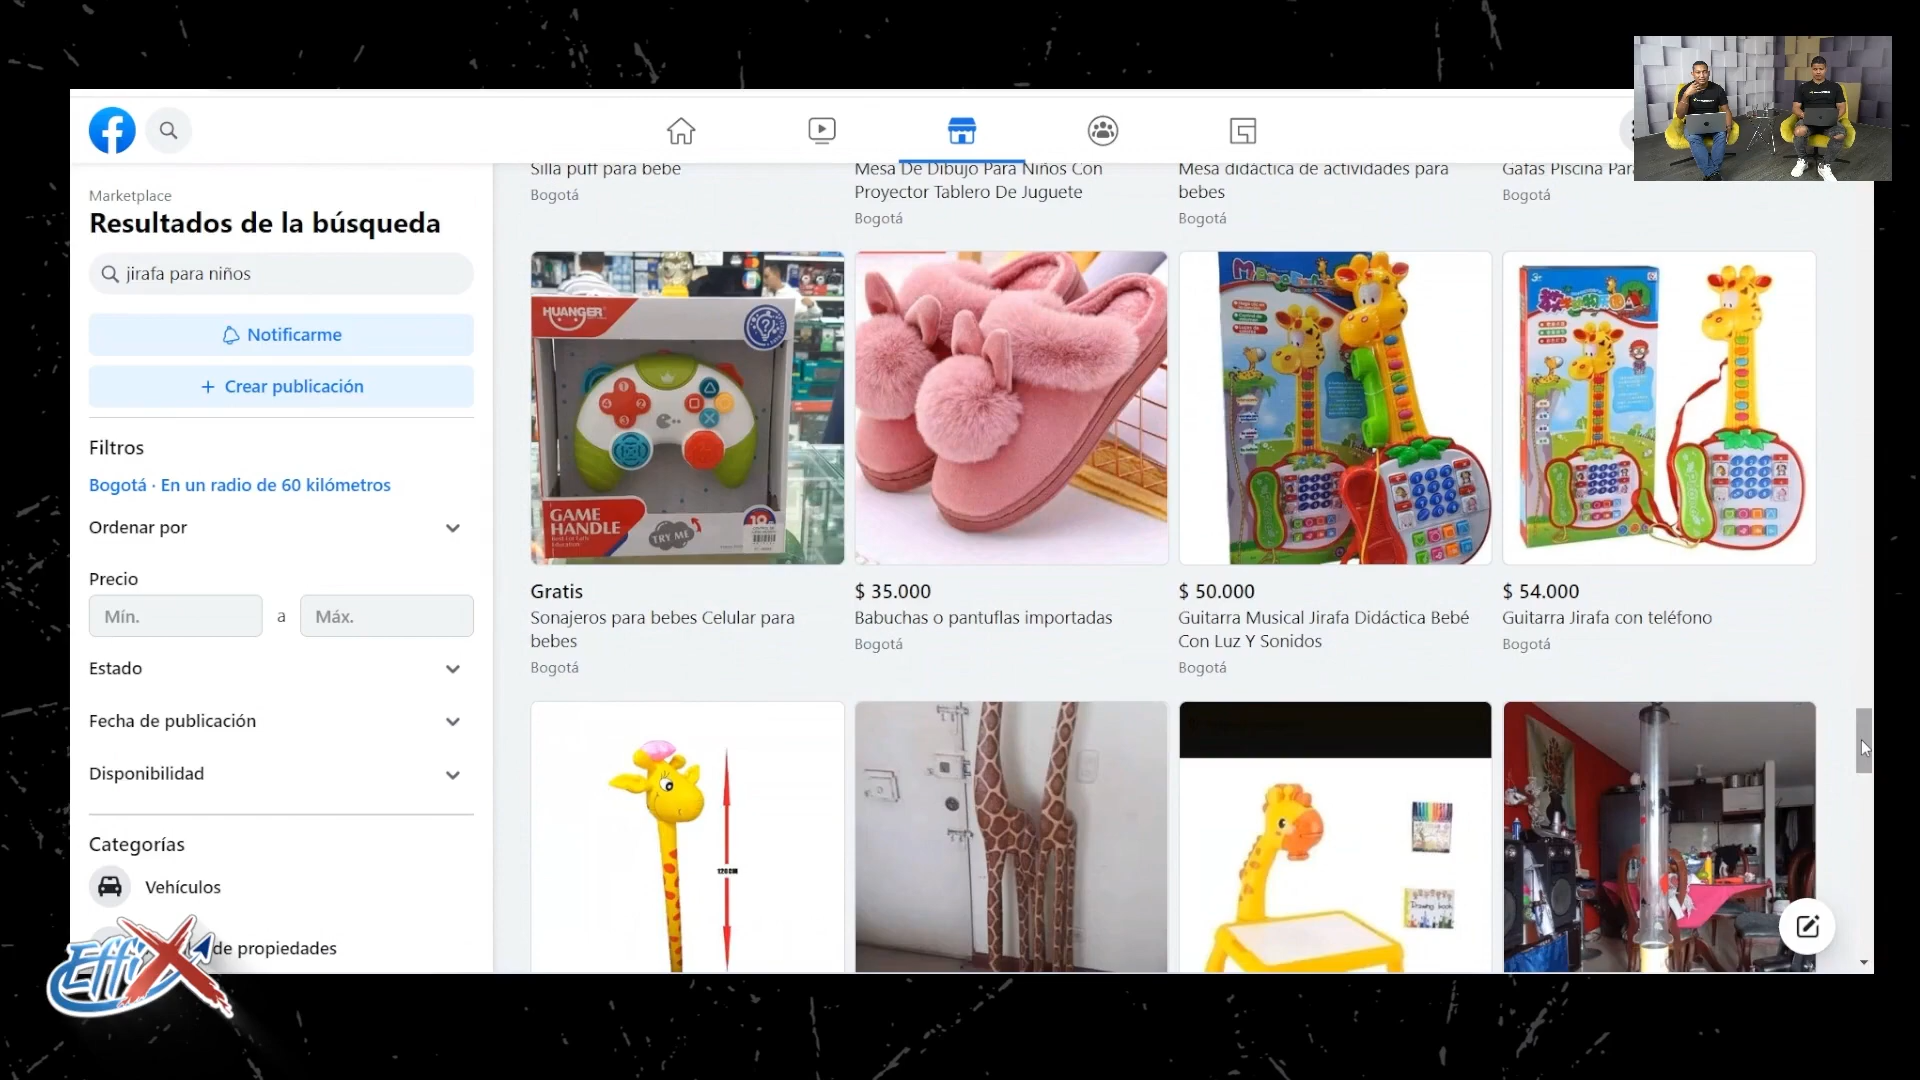 Marketplace
Resultados de la búsqueda
jirafa para niños
Notificarme
+ Crear publicación
Filtros
Bogotá · En un radio de 60 kilómetros
Ordenar por
Precio
Mín.
a
Máx.
Estado
Fecha de publicación
Disponibilidad
Categorías
Vehículos
de propiedades
Silla puff para bebe
Bogotá
Mesa De Dibujo Para Niños Con
Proyector Tablero De Juguete
Bogotá
Mesa didáctica de actividades para
bebes
Bogotá
Gafas Piscina
Bogotá
HUANGER
GAME
HANDLE
TRY ME
Gratis
Sonajeros para bebes Celular para
bebes
Bogotá
$ 35.000
Babuchas o pantuflas importadas
Bogotá
$ 50.000
Guitarra Musical Jirafa Didáctica Bebé
Con Luz Y Sonidos
Bogotá
$ 54.000
Guitarra Jirafa con teléfono
Bogotá
120CM
Drawing book
EffiX